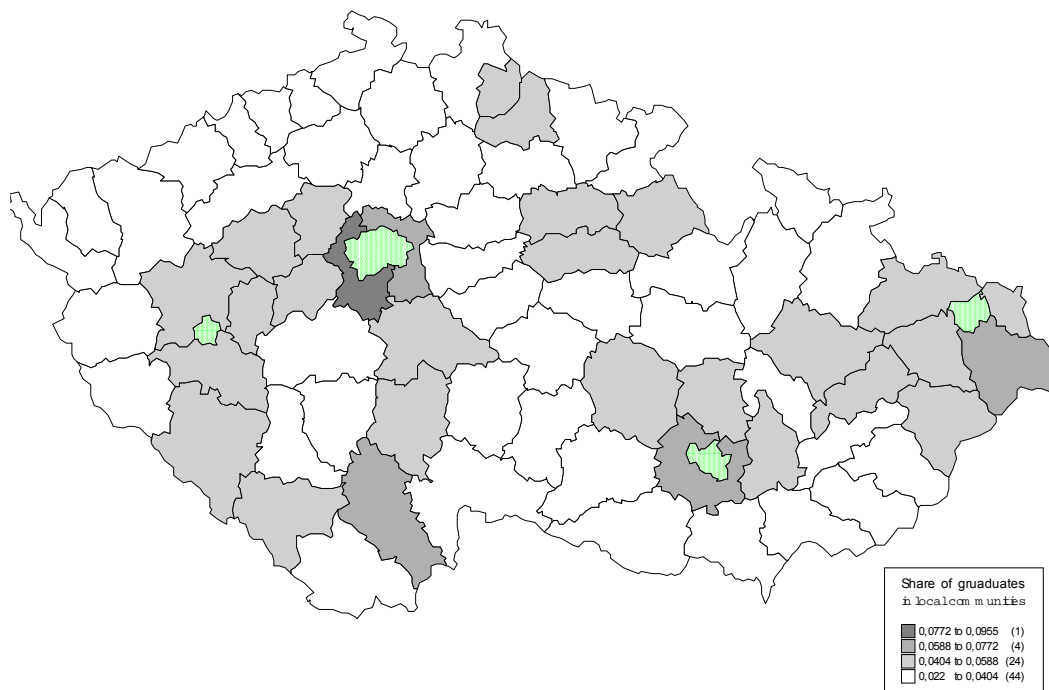 Share of gruaduates
in local communties
0,0772 to 0,0955 (1)
0,0588 to 0,0772 (4)
0,0404 to 0,0588 (24)
0,022 to 0,0404 (44)